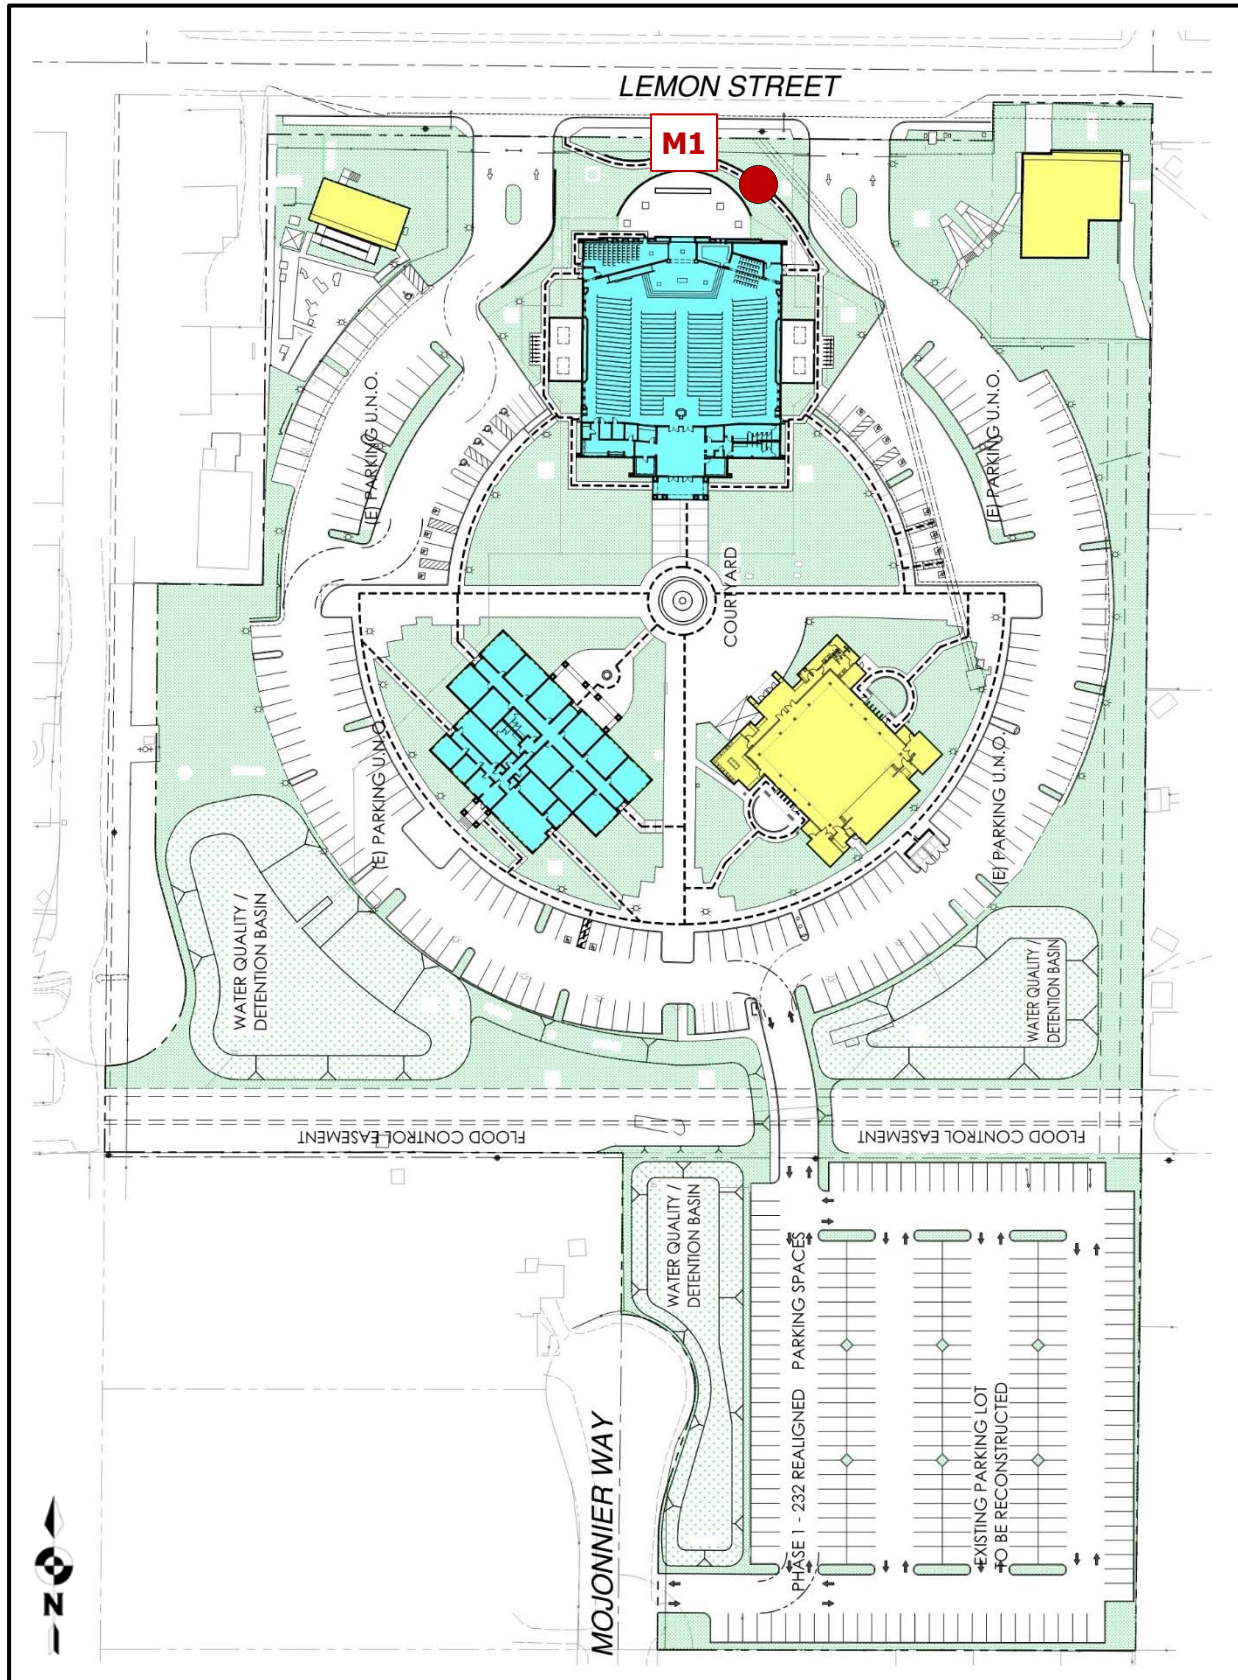 LEMON STREET
M1
(E) PARKING U.N.O.
(E) PARKING U.N.O.
COURTYARD
(E) PARKING U.N.O.
(E) PARKING U.N.O.
WATER QUALITY /
DETENTION BASIN
WATER QUALITY /
DETENTION BASIN
FLOOD CONTROL EASEMENT
FLOOD CONTROL EASEMENT
WATER QUALITY /
DETENTION BASIN
PHASE 1 - 232 REALIGNED PARKING SPACES
EXISTING PARKING LOT
TO BE RECONSTRUCTED
MOJONNIER WAY
N